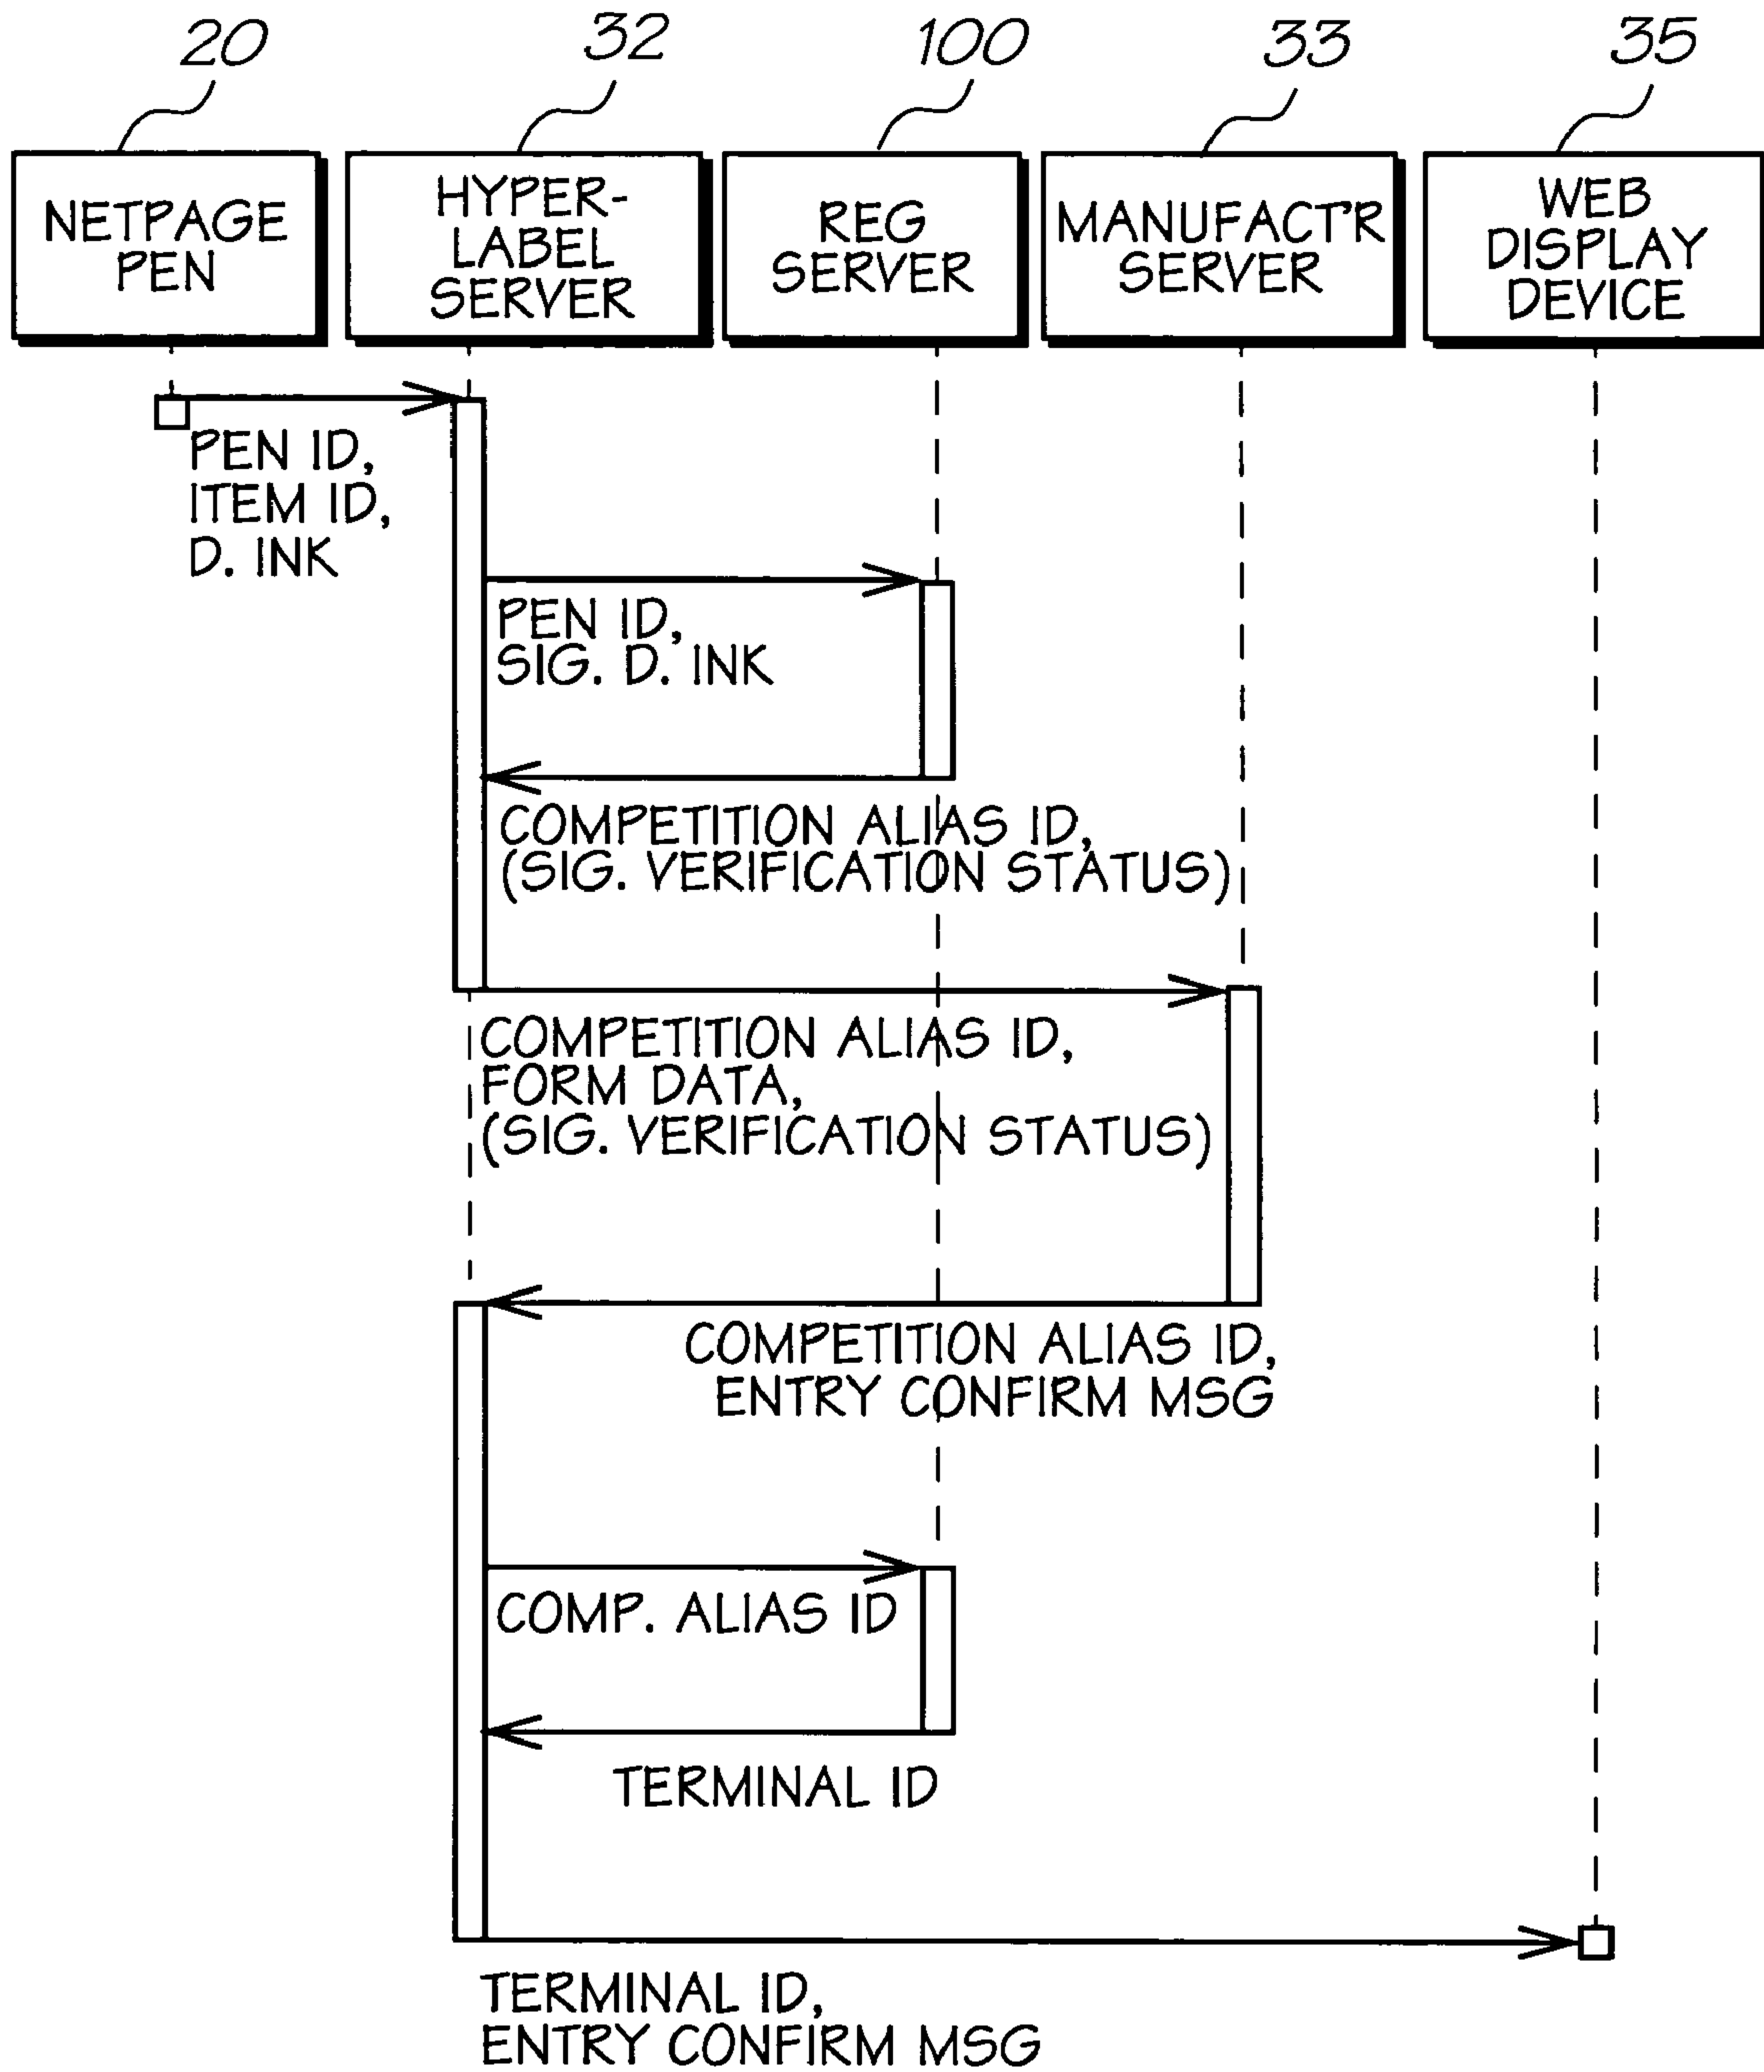 20
32
100
33
35
NETPAGE
PEN
HYPER-
LABEL
SERVER
REG
SERVER
MANUFACT'R
SERVER
WEB
DISPLAY
DEVICE
PEN ID,
ITEM ID,
D. INK
PEN ID,
SIG. D. INK
COMPETITION ALIAS ID,
(SIG. VERIFICATION STATUS)
COMPETITION ALIAS ID,
FORM DATA,
(SIG. VERIFICATION STATUS)
COMPETITION ALIAS ID,
ENTRY CONFIRM MSG
COMP. ALIAS ID
TERMINAL ID
TERMINAL ID,
ENTRY CONFIRM MSG